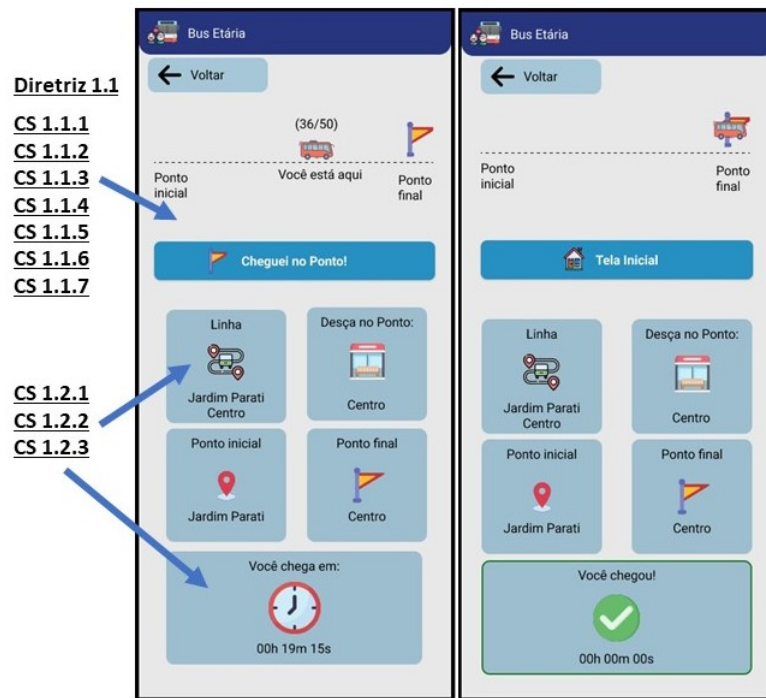 Diretriz 1.1
CS 1.1.1
CS 1.1.2
CS 1.1.3
CS 1.1.4
CS 1.1.5
CS 1.1.6
CS 1.1.7
CS 1.2.1
CS 1.2.2
CS 1.2.3
Bus Etária
Voltar
(36/50)
Você está aqui
Ponto
inicial
Ponto
final
Cheguei no Ponto!
Linha
Jardim Parati
Centro
Desça no Ponto:
Centro
Ponto inicial
Jardim Parati
Ponto final
Centro
Você chega em:
00h 19m 15s
Bus Etária
Voltar
Ponto
inicial
Ponto
final
Tela Inicial
Linha
Jardim Parati
Centro
Desça no Ponto:
Centro
Ponto inicial
Jardim Parati
Ponto final
Centro
Você chegou!
00h 00m 00s